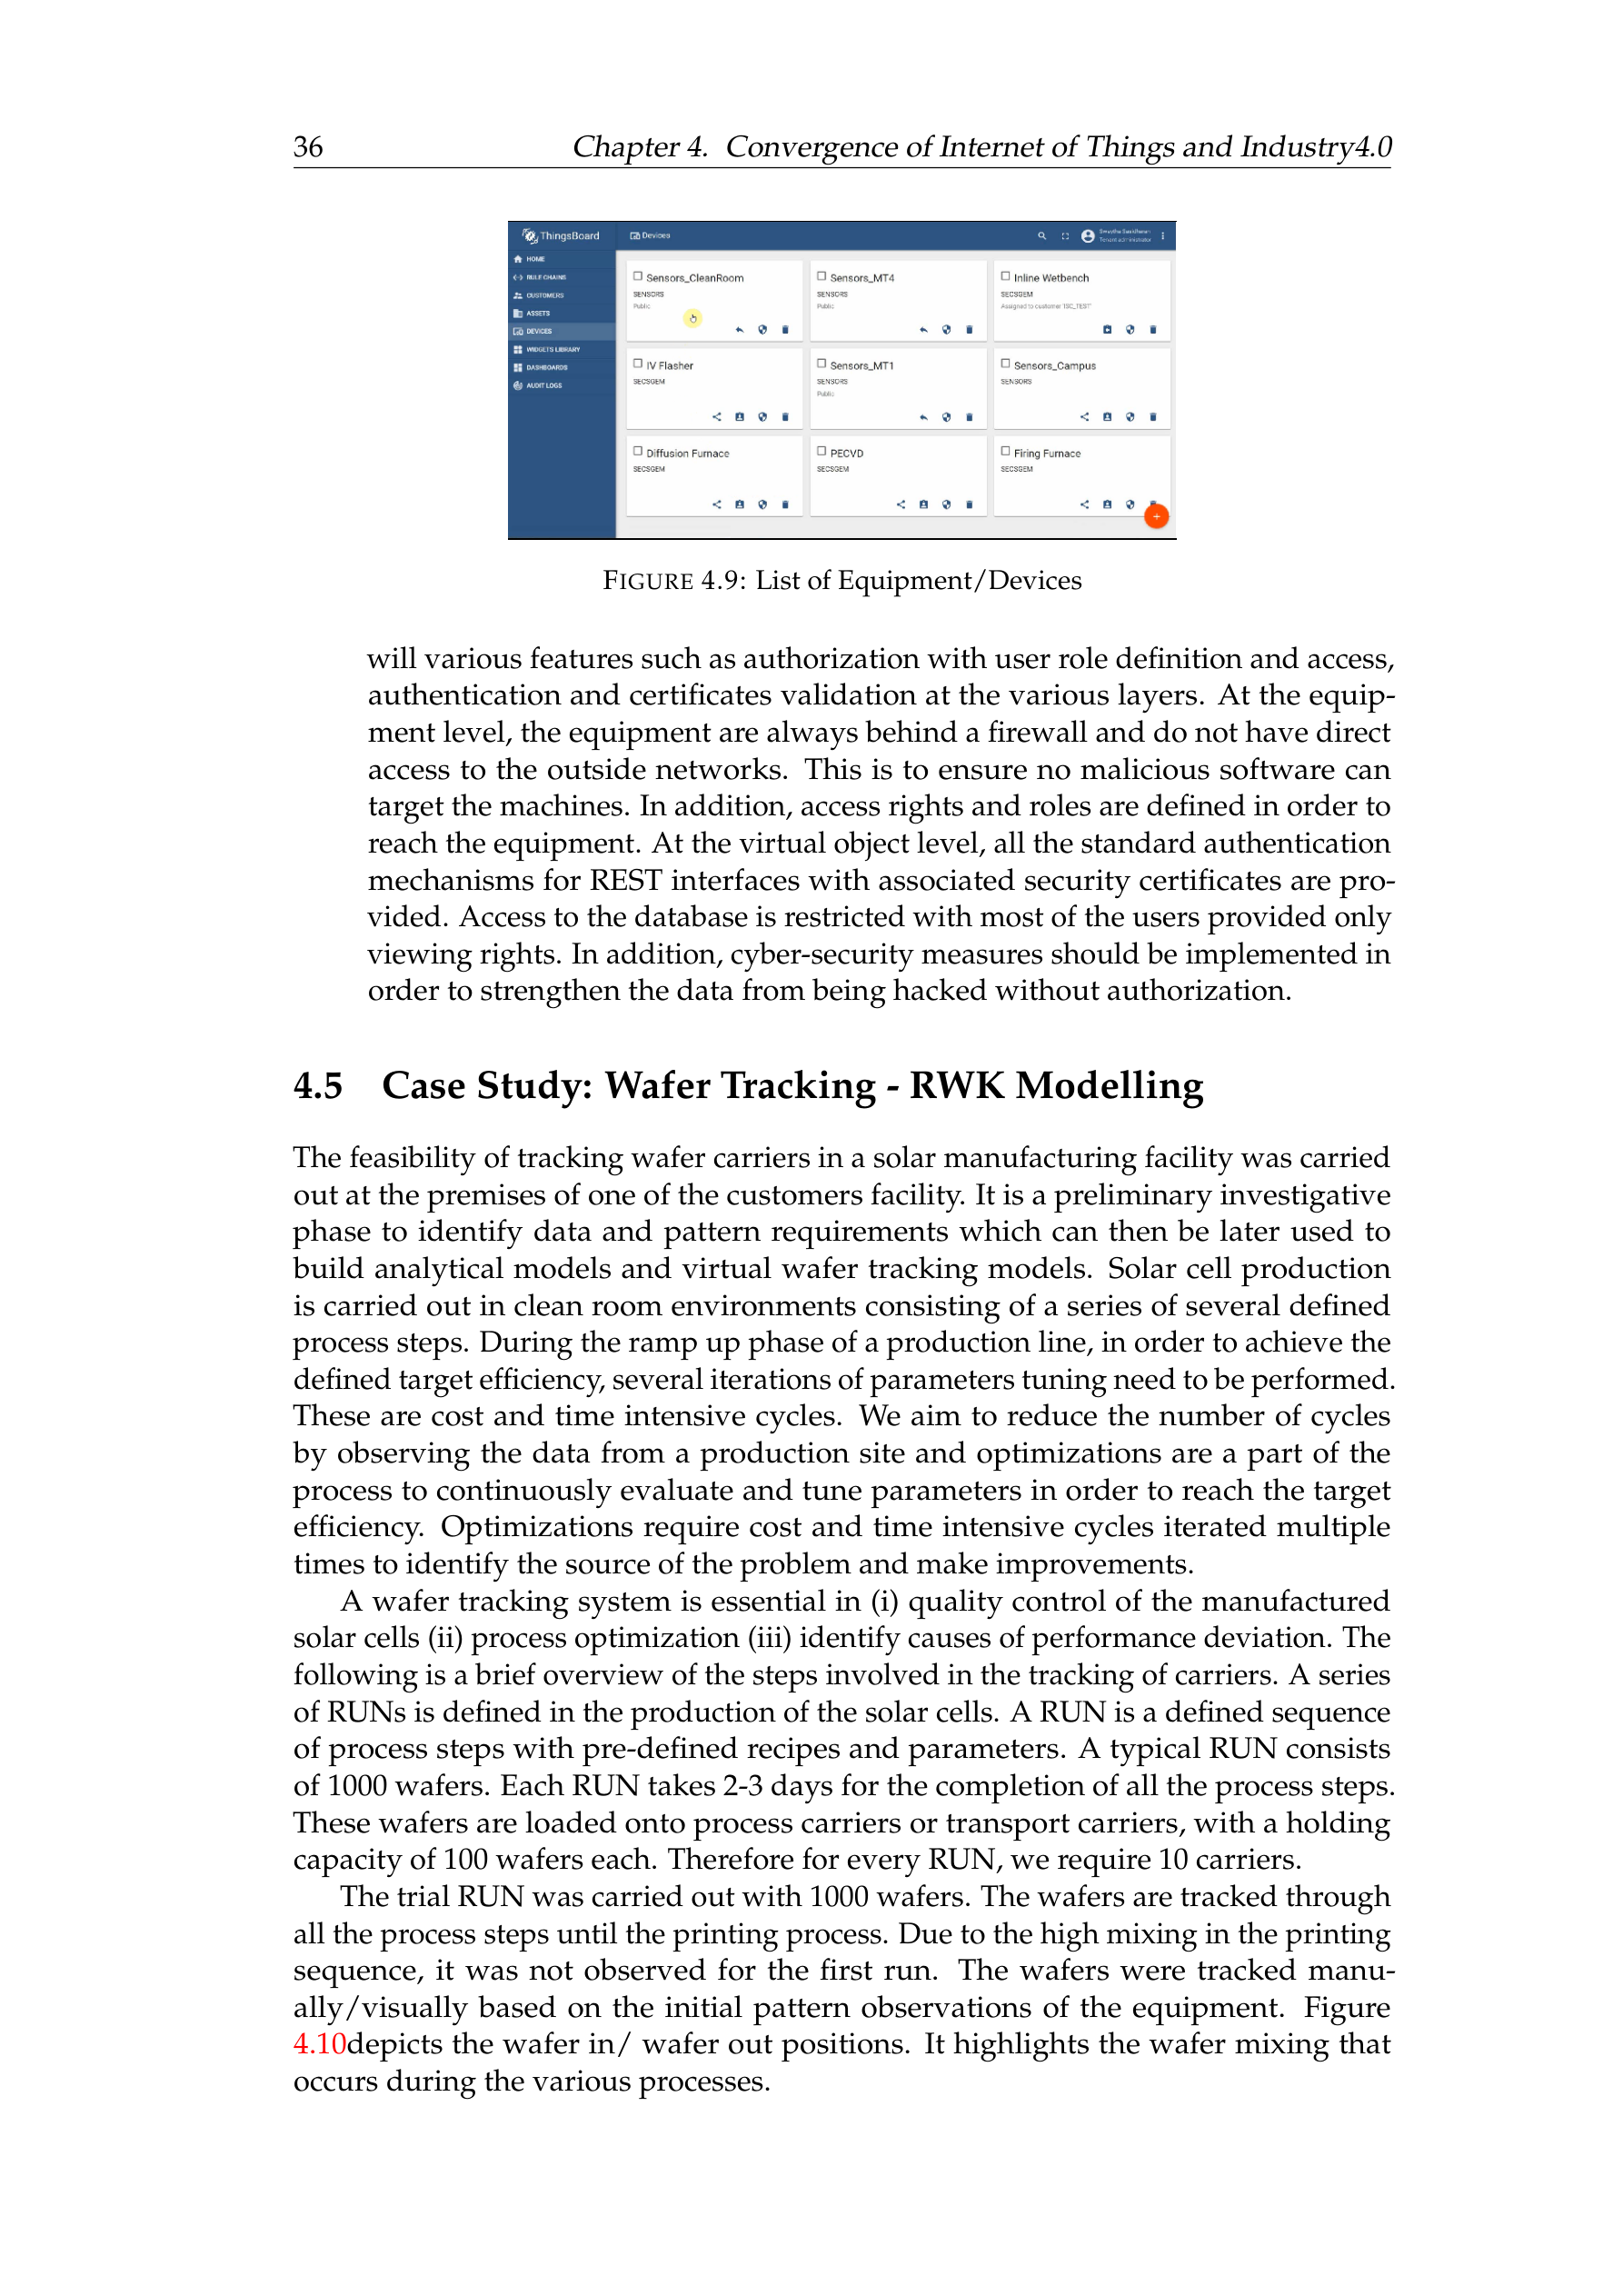 36
Chapter 4. Convergence of Internet of Things and Industry4.0
ThingsBoard
Devices
Tenant administrator
HOME
RULE CHAINS
CUSTOMERS
ASSETS
DEVICES
WIDGETS LIBRARY
DASHBOARDS
AUDIT LOGS
Sensors_CleanRoom
SENSORS
Public
Sensors_MT4
SENSORS
Public
Inline Wetbench
SECSGEM
Assigned to customer 'ISC_TEST'
IV Flasher
SECSGEM
Sensors_MT1
SENSORS
Public
Sensors_Campus
SENSORS
Diffusion Furnace
SECSGEM
PECVD
SECSGEM
Firing Furnace
SECSGEM
FIGURE 4.9: List of Equipment/Devices
will various features such as authorization with user role definition and access,
authentication and certificates validation at the various layers. At the equip-
ment level, the equipment are always behind a firewall and do not have direct
access to the outside networks. This is to ensure no malicious software can
target the machines. In addition, access rights and roles are defined in order to
reach the equipment. At the virtual object level, all the standard authentication
mechanisms for REST interfaces with associated security certificates are pro-
vided. Access to the database is restricted with most of the users provided only
viewing rights. In addition, cyber-security measures should be implemented in
order to strengthen the data from being hacked without authorization.
4.5 Case Study: Wafer Tracking - RWK Modelling
The feasibility of tracking wafer carriers in a solar manufacturing facility was carried
out at the premises of one of the customers facility. It is a preliminary investigative
phase to identify data and pattern requirements which can then be later used to
build analytical models and virtual wafer tracking models. Solar cell production
is carried out in clean room environments consisting of a series of several defined
process steps. During the ramp up phase of a production line, in order to achieve the
defined target efficiency, several iterations of parameters tuning need to be performed.
These are cost and time intensive cycles. We aim to reduce the number of cycles
by observing the data from a production site and optimizations are a part of the
process to continuously evaluate and tune parameters in order to reach the target
efficiency. Optimizations require cost and time intensive cycles iterated multiple
times to identify the source of the problem and make improvements.
A wafer tracking system is essential in (i) quality control of the manufactured
solar cells (ii) process optimization (iii) identify causes of performance deviation. The
following is a brief overview of the steps involved in the tracking of carriers. A series
of RUNs is defined in the production of the solar cells. A RUN is a defined sequence
of process steps with pre-defined recipes and parameters. A typical RUN consists
of 1000 wafers. Each RUN takes 2-3 days for the completion of all the process steps.
These wafers are loaded onto process carriers or transport carriers, with a holding
capacity of 100 wafers each. Therefore for every RUN, we require 10 carriers.
The trial RUN was carried out with 1000 wafers. The wafers are tracked through
all the process steps until the printing process. Due to the high mixing in the printing
sequence, it was not observed for the first run. The wafers were tracked manu-
ally/visually based on the initial pattern observations of the equipment. Figure
4.10depicts the wafer in/ wafer out positions. It highlights the wafer mixing that
occurs during the various processes.